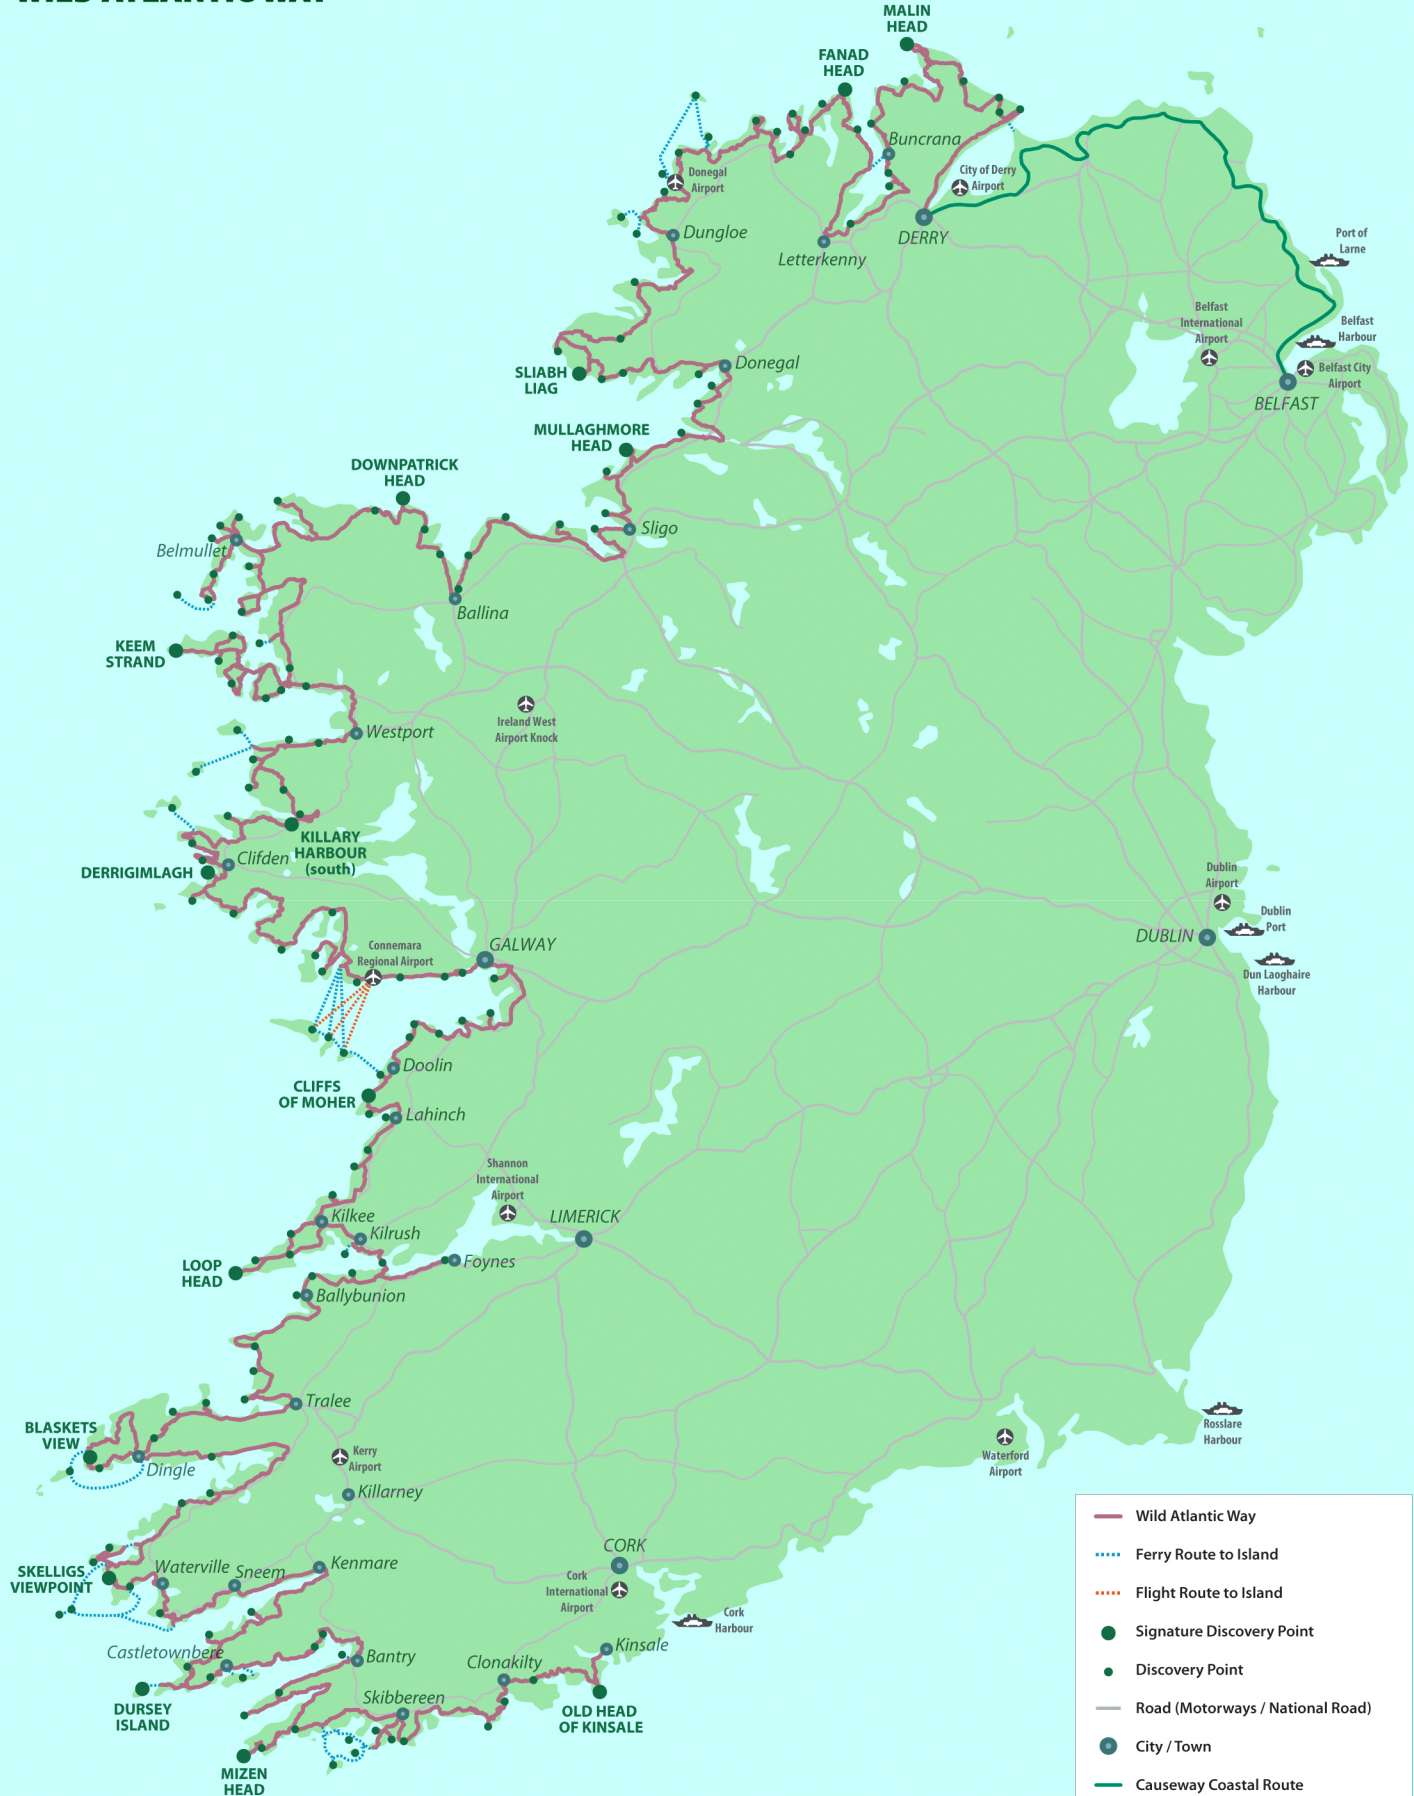 WILD ATLANTIC WAY
MALIN
HEAD
FANAD
HEAD
Buncrana
Donegal
Airport
City of Derry
Airport
Dungloe
DERRY
Letterkenny
Port of
Larne
Belfast
International
Airport
Belfast
Harbour
SLIABH
LIAG
Donegal
Belfast City
Airport
BELFAST
MULLAGHMORE
HEAD
DOWNPATRICK
HEAD
Sligo
Belmullet
Ballina
KEEM
STRAND
Ireland West
Airport Knock
Westport
KILLARY
HARBOUR
(south)
Clifden
DERRIGIMLAGH
Dublin
Airport
Dublin
Port
DUBLIN
Dun Laoghaire
Harbour
Connemara
Regional Airport
GALWAY
Doolin
CLIFFS
OF MOHER
Lahinch
Shannon
International
Airport
LIMERICK
Kilkee
Kilrush
Foynes
LOOP
HEAD
Ballybunion
Tralee
BLASKETS
VIEW
Dingle
Kerry
Airport
Killarney
Waterford
Airport
Rosslare
Harbour
SKELLIGS
VIEWPOINT
Waterville
Sneem
Kenmare
CORK
Cork
International
Airport
Cork
Harbour
Castletownbere
Bantry
Clonakilty
Kinsale
DURSEY
ISLAND
Skibbereen
OLD HEAD
OF KINSALE
MIZEN
HEAD
Wild Atlantic Way
Ferry Route to Island
Flight Route to Island
Signature Discovery Point
Discovery Point
Road (Motorways / National Road)
City / Town
Causeway Coastal Route